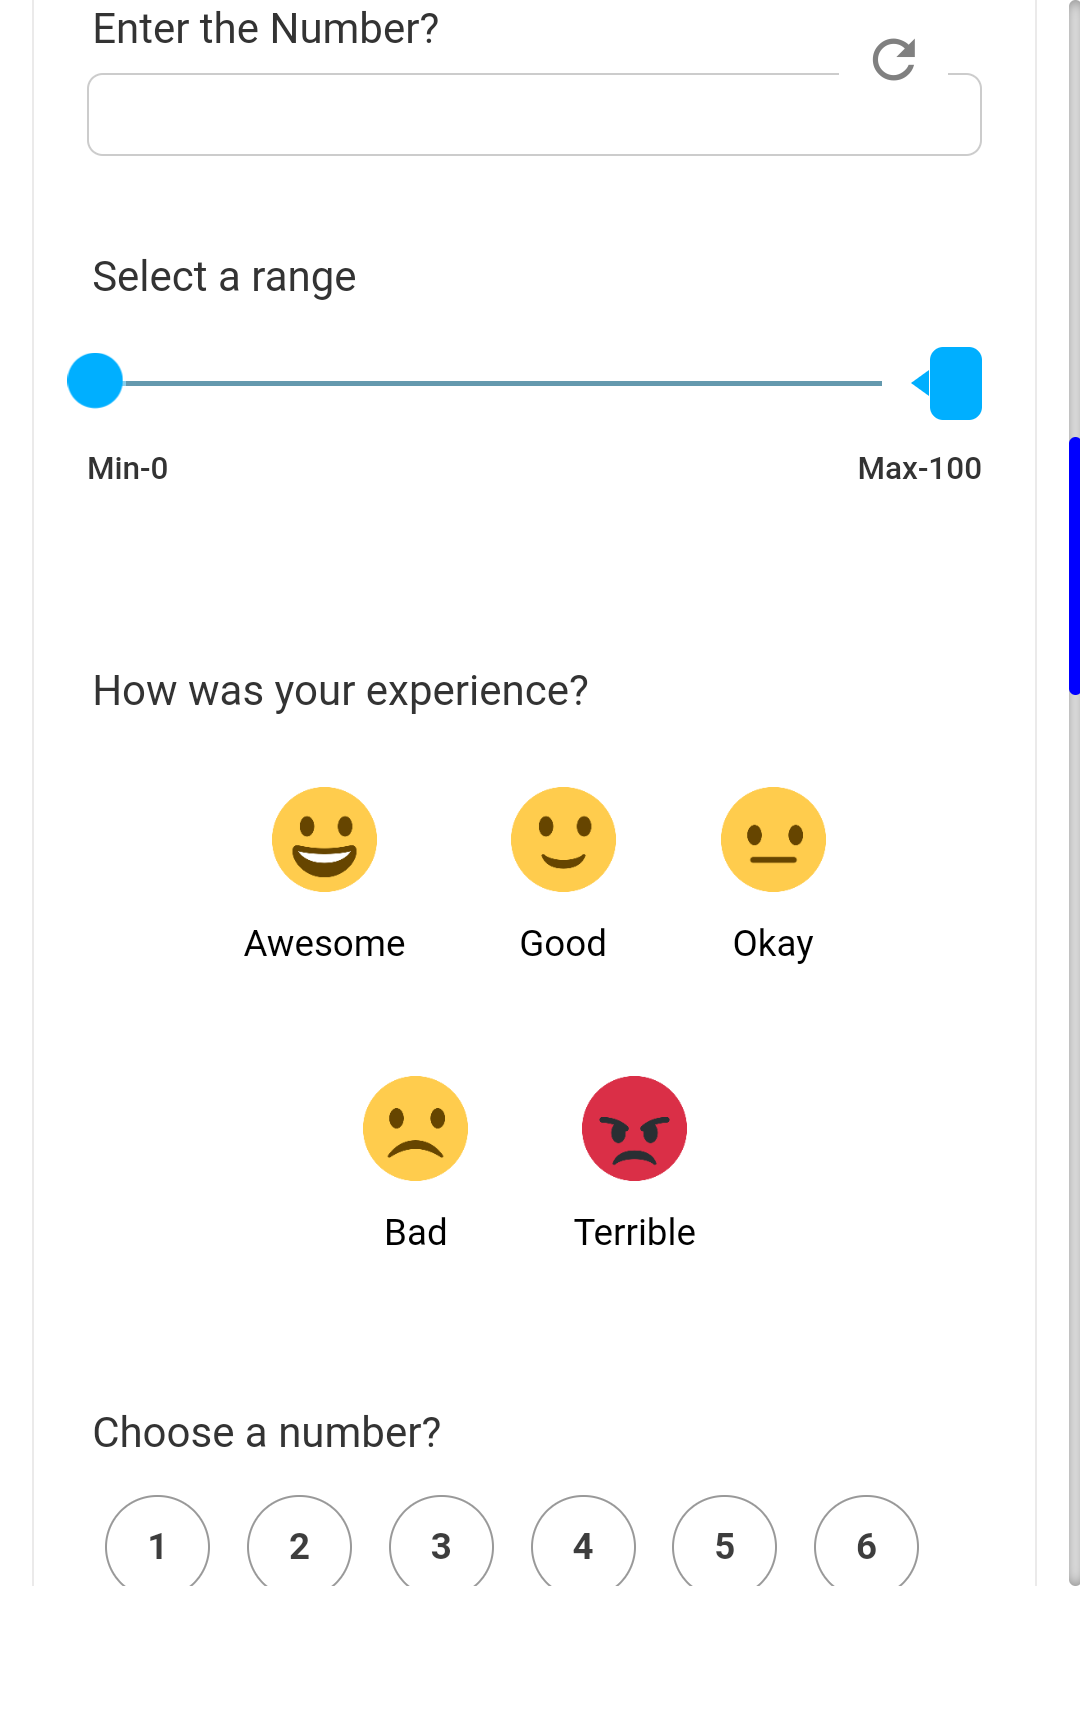 Enter the Number?
Select a range
Min-0 Max-100
How was your experience?
Awesome Good Okay
Bad Terrible
Choose a number?
1 2 3 4 5 6